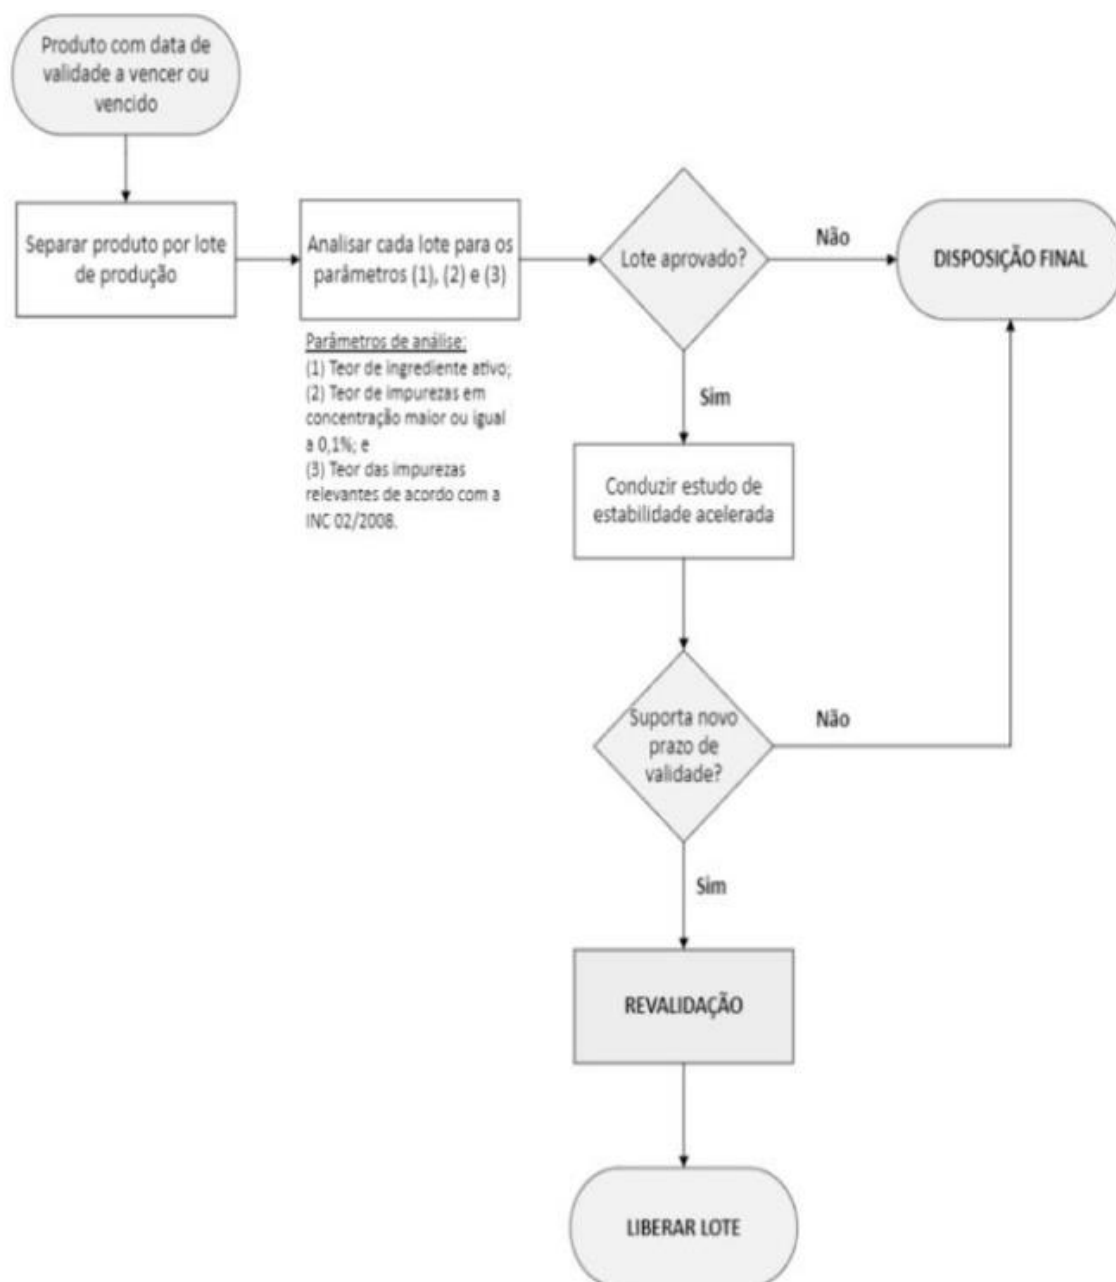 Produto com data de
validade a vencer ou
vencido
Separar produto por lote
de produção
Analisar cada lote para os
parâmetros (1), (2) e (3)
Parâmetros de análise:
(1) Teor de ingrediente ativo;
(2) Teor de impurezas em
concentração maior ou igual
a 0,1%; e
(3) Teor das impurezas
relevantes de acordo com a
INC 02/2008.
Lote aprovado?
Não
DISPOSIÇÃO FINAL
Sim
Conduzir estudo de
estabilidade acelerada
Suporta novo
prazo de
validade?
Não
Sim
REVALIDAÇÃO
LIBERAR LOTE